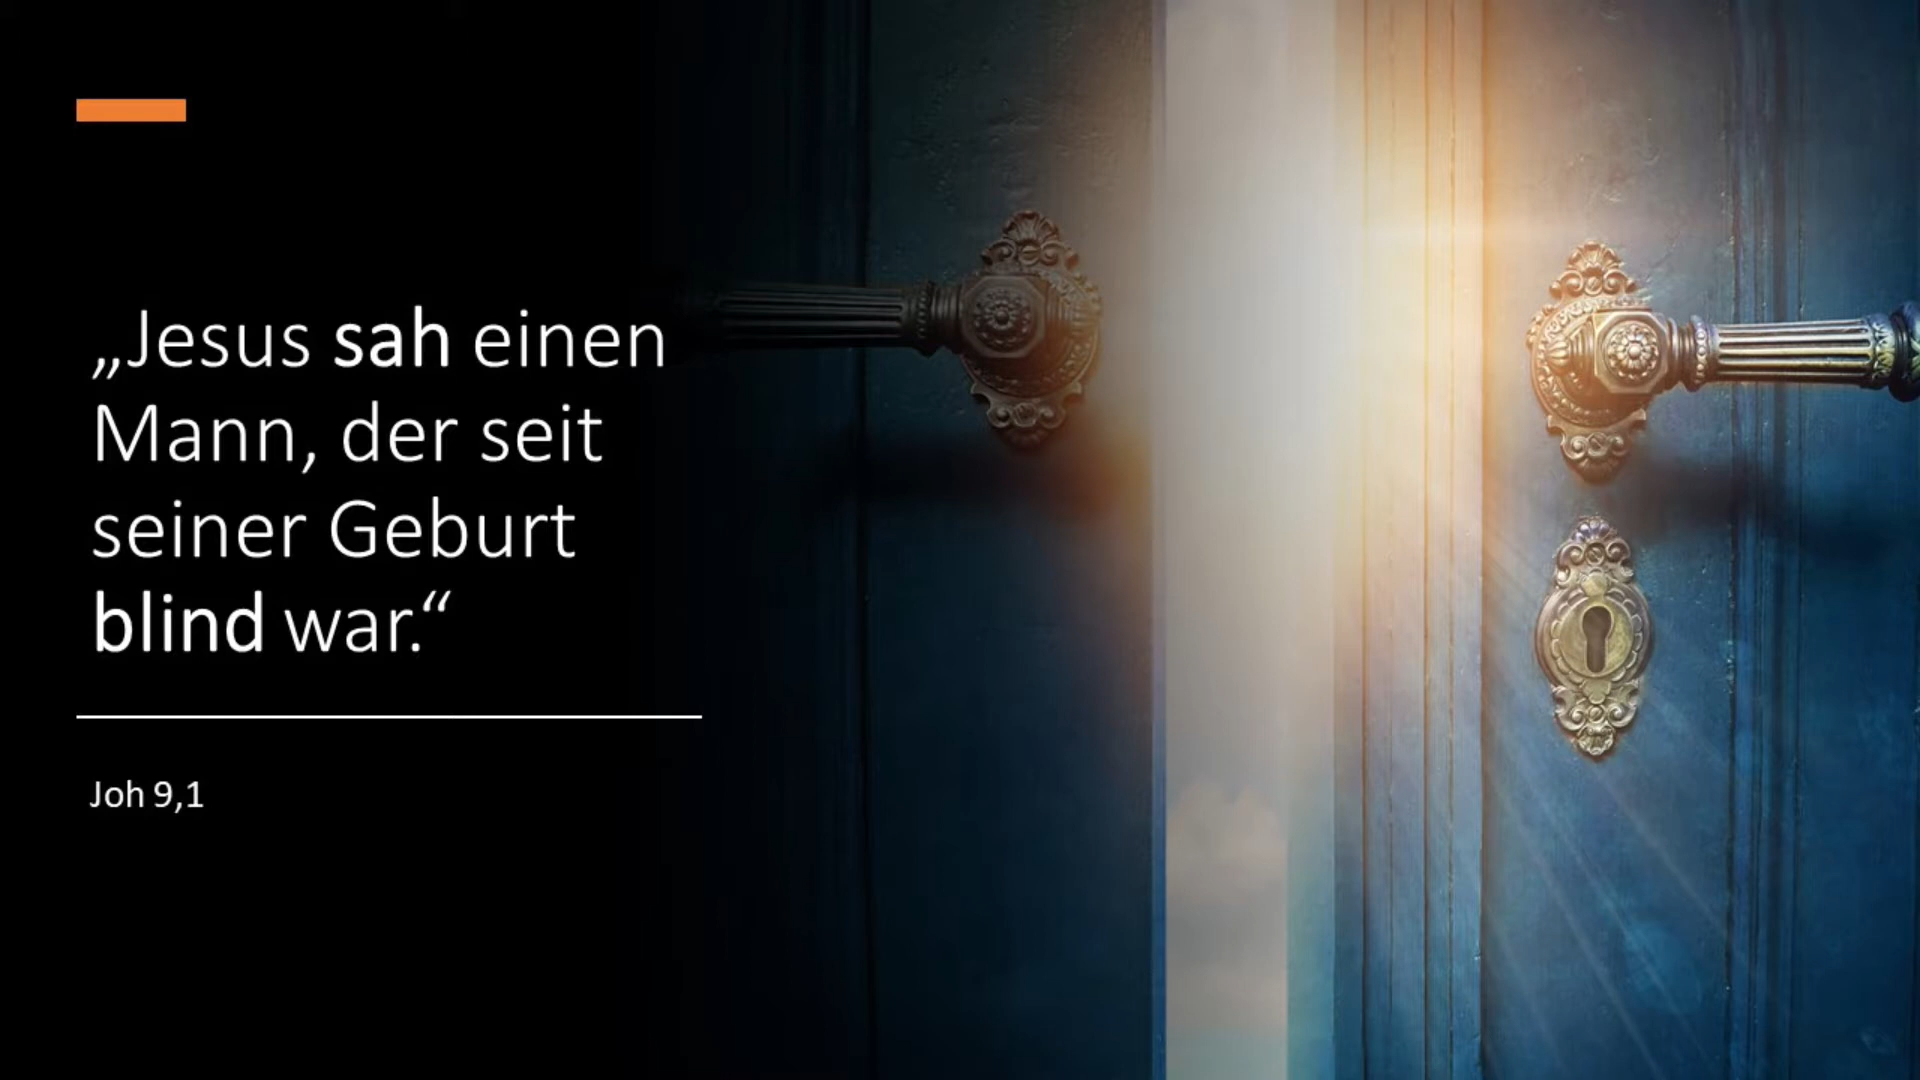 „Jesus sah einen
Mann, der seit
seiner Geburt
blind war.“
Joh 9,1